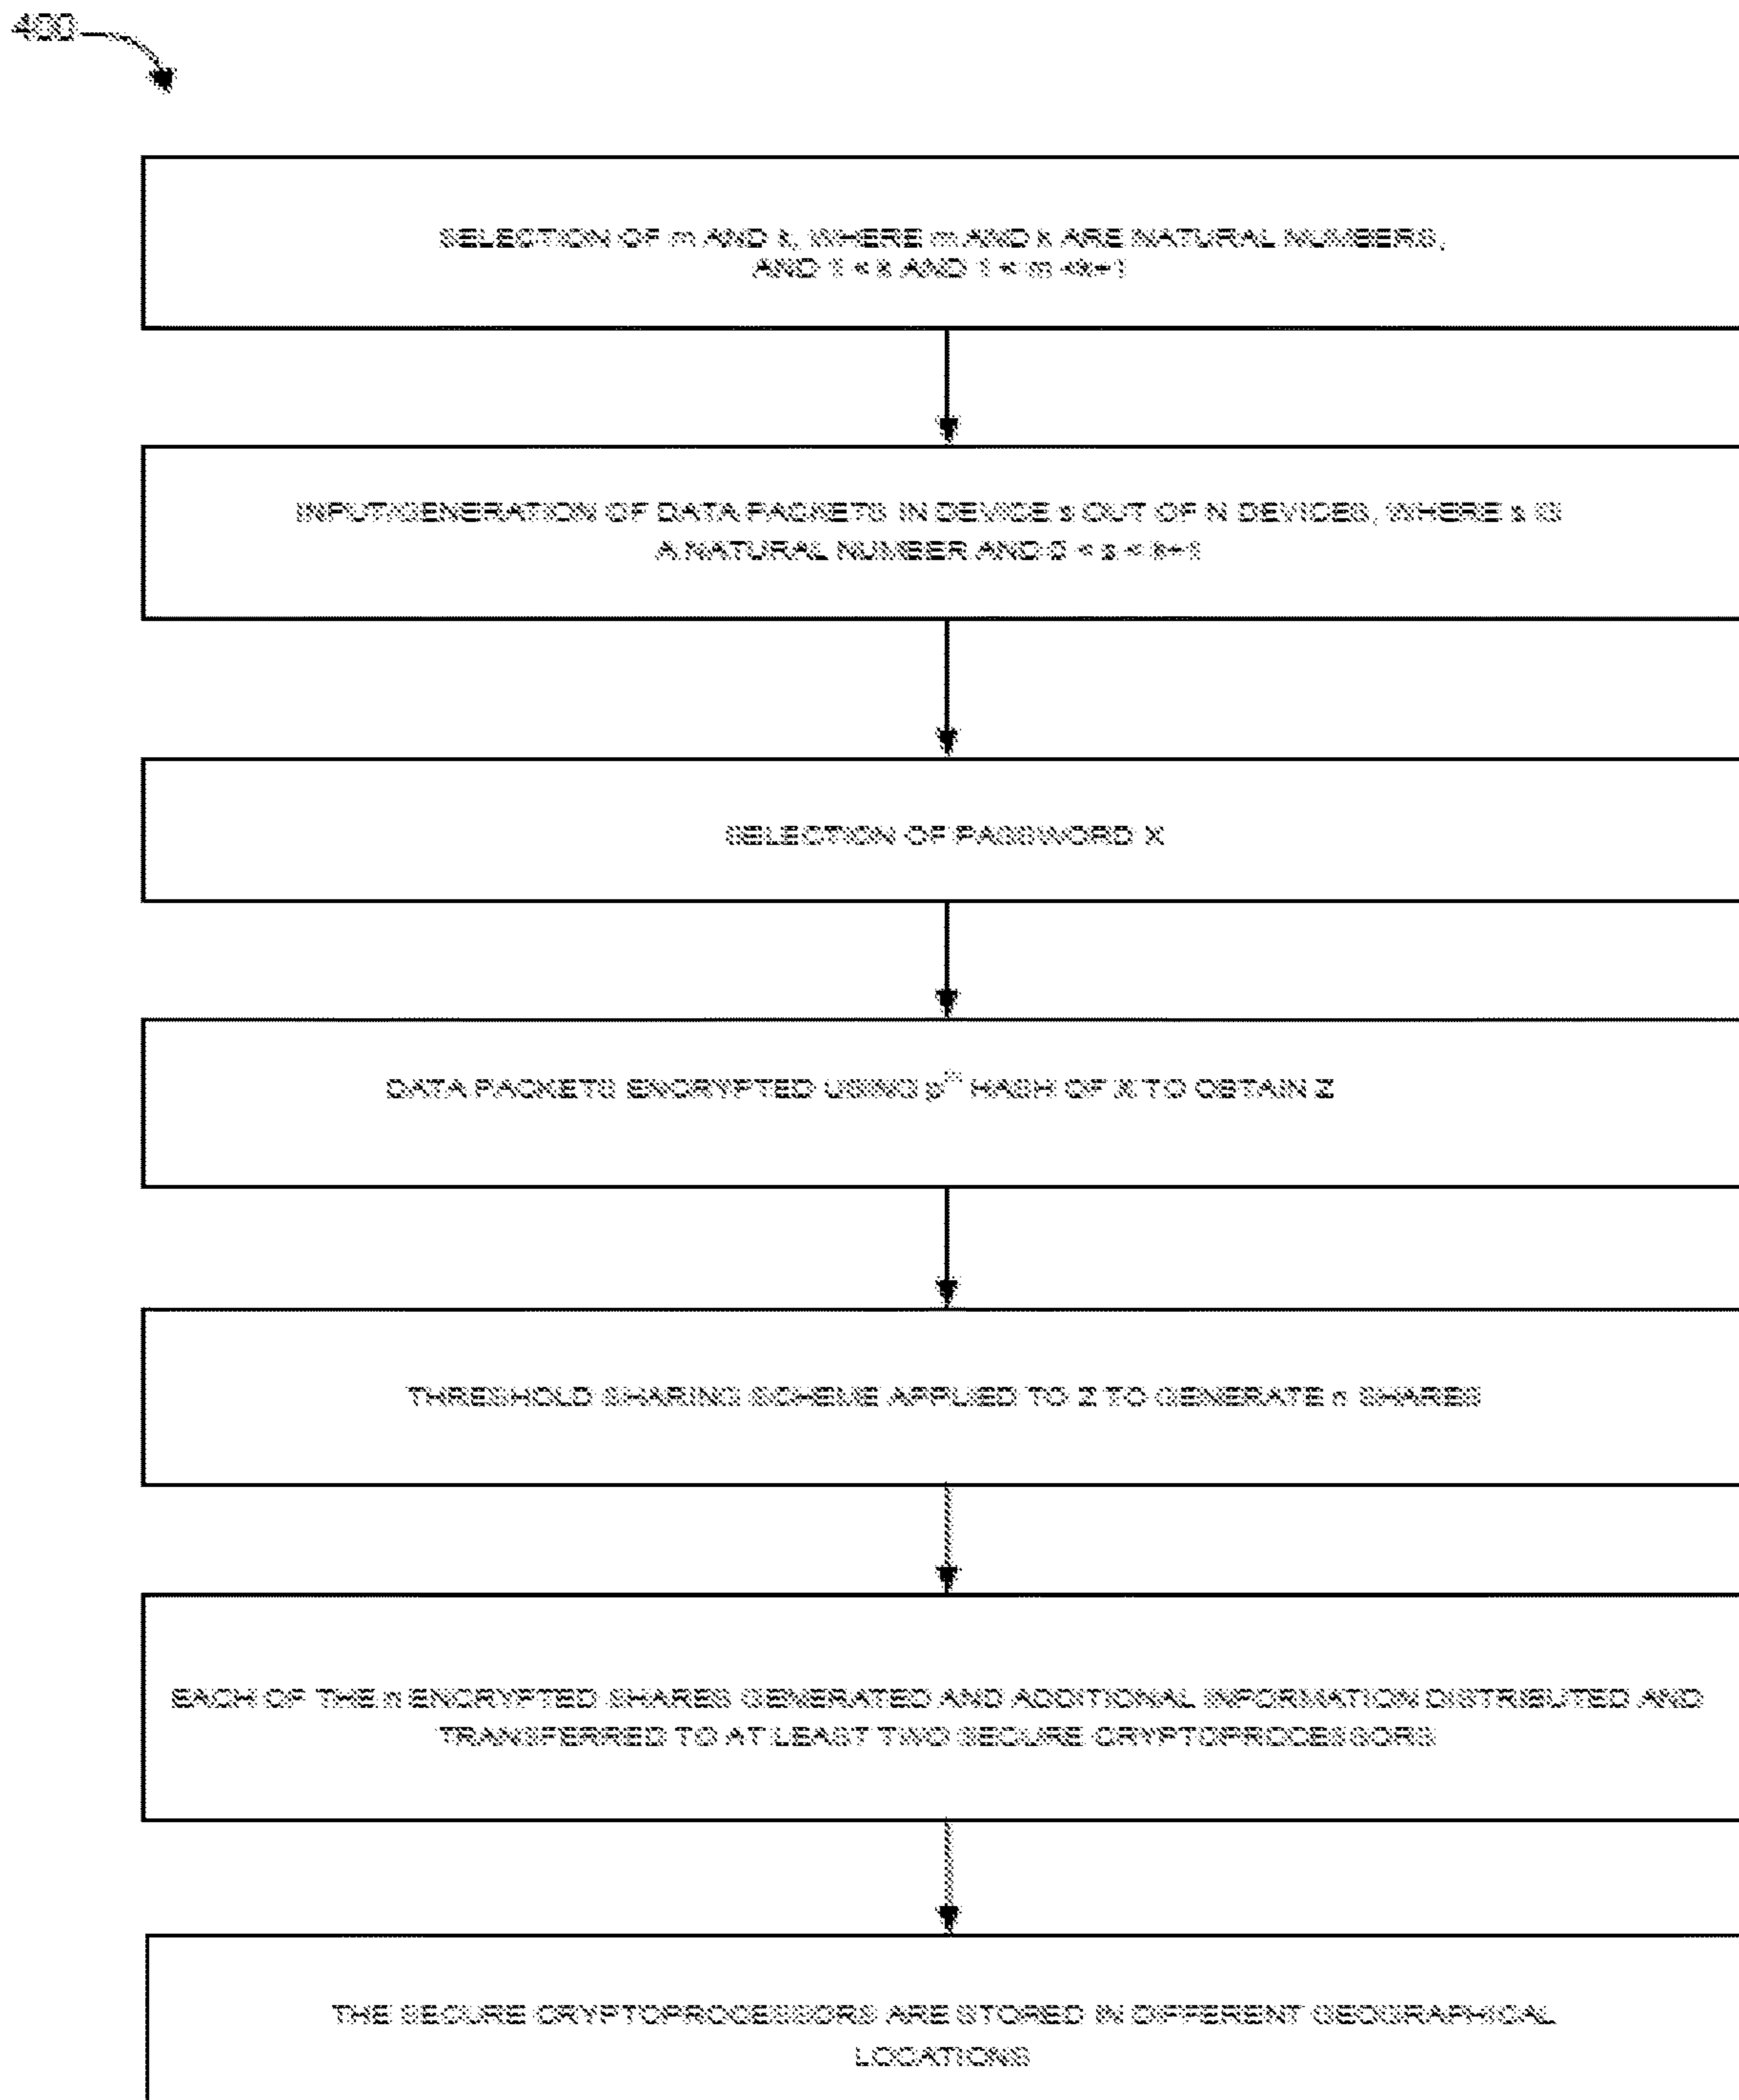 400
SELECTION OF m AND WHERE m AND ARE NATURAL NUMBERS,
AND 1 < AND 1 < m
INPUT/GENERATION OF DATA PACKETS IN DEVICE s OUT OF N DEVICES, WHERE s IS
A NATURAL NUMBER AND 0 < s <
SELECTION OF PASSWORD X
DATA PACKETS ENCRYPTED USING HASH OF X TO OBTAIN Z
THRESHOLD SHARING SCHEME APPLIED TO Z TO GENERATE n SHARES
EACH OF THE n ENCRYPTED SHARES GENERATED AND ADDITIONAL INFORMATION DISTRIBUTED AND
TRANSFERRED TO AT LEAST TWO SECURE CRYPTOPROCESSORS
THE SECURE CRYPTOPROCESSORS ARE STORED IN DIFFERENT GEOGRAPHICAL
LOCATIONS